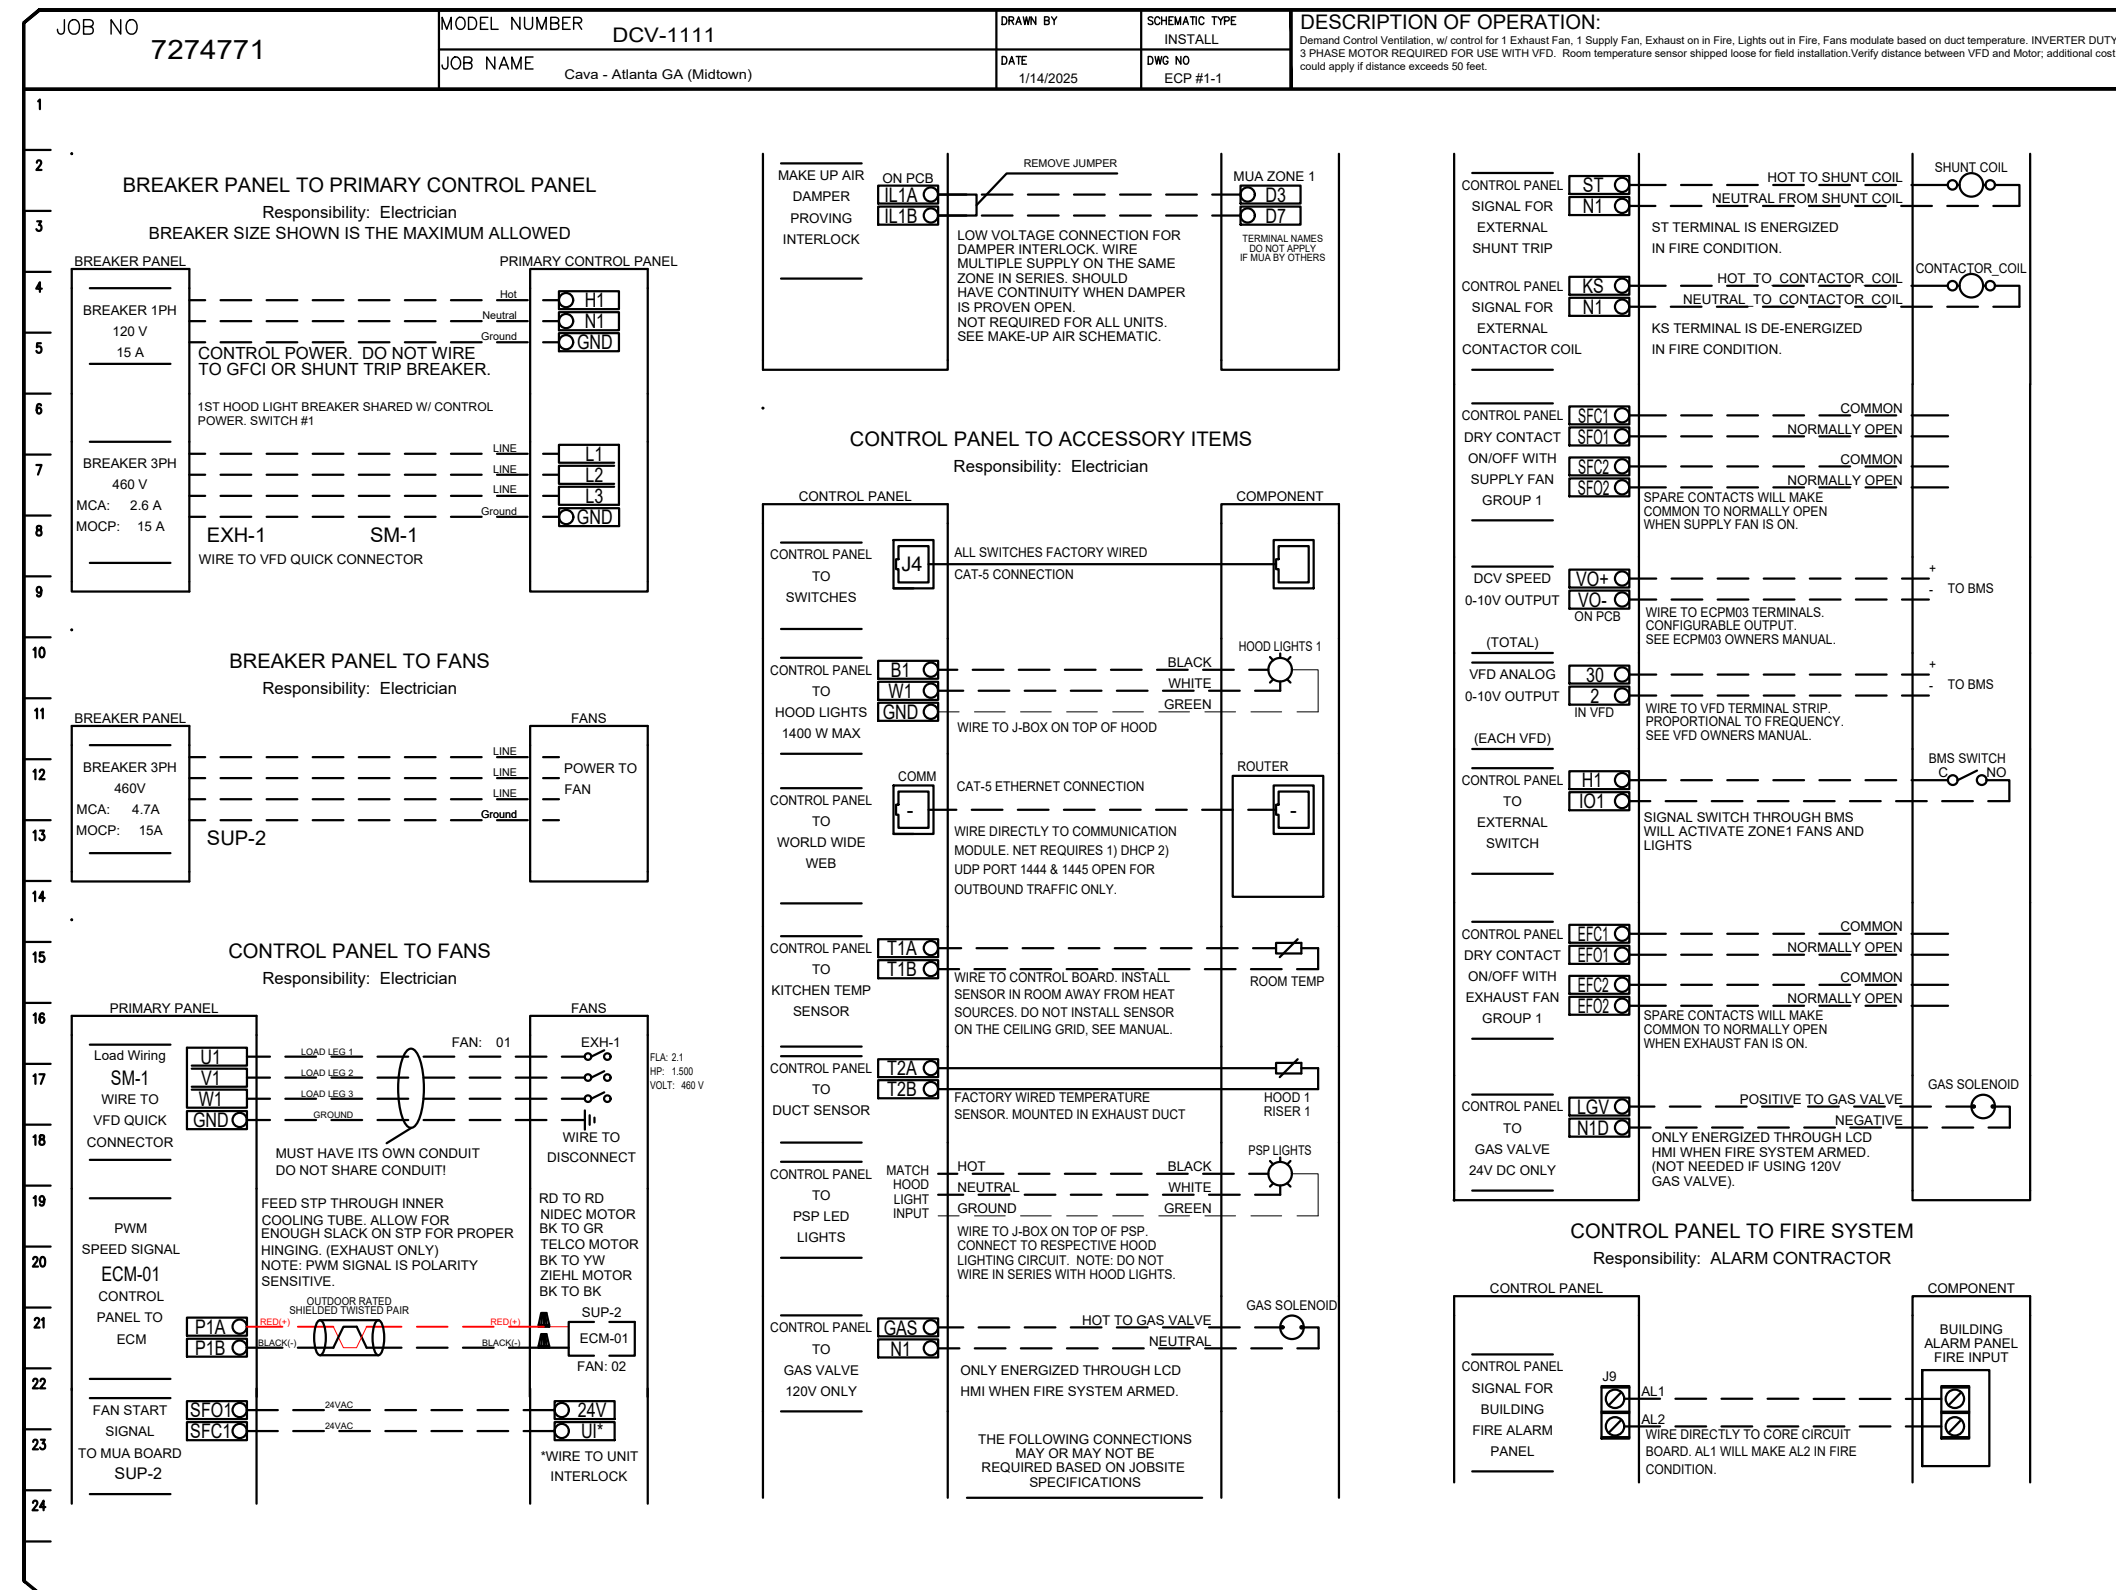 JOB NO
7274771
MODEL NUMBER
DCV-1111
JOB NAME
Cava - Atlanta GA (Midtown)
DRAWN BY
SCHEMATIC TYPE
INSTALL
DATE
1/14/2025
DWG NO
ECP #1-1
DESCRIPTION OF OPERATION:
Demand Control Ventilation, w/ control for 1 Exhaust Fan, 1 Supply Fan, Exhaust on in Fire, Lights out in Fire, Fans modulate based on duct temperature. INVERTER DUTY
3 PHASE MOTOR REQUIRED FOR USE WITH VFD. Room temperature sensor shipped loose for field installation.Verify distance between VFD and Motor; additional cost
could apply if distance exceeds 50 feet.
1
2
3
4
5
6
7
8
9
10
11
12
13
14
15
16
17
18
19
20
21
22
23
24
BREAKER PANEL TO PRIMARY CONTROL PANEL
Responsibility: Electrician
BREAKER SIZE SHOWN IS THE MAXIMUM ALLOWED
BREAKER PANEL
PRIMARY CONTROL PANEL
BREAKER 1PH
120 V
15 A
Hot
H1
Neutral
N1
Ground
GND
CONTROL POWER. DO NOT WIRE
TO GFCI OR SHUNT TRIP BREAKER.
1ST HOOD LIGHT BREAKER SHARED W/ CONTROL
POWER. SWITCH #1
BREAKER 3PH
460 V
MCA: 2.6 A
MOCP: 15 A
LINE
L1
LINE
L2
LINE
L3
Ground
GND
EXH-1
SM-1
WIRE TO VFD QUICK CONNECTOR
BREAKER PANEL TO FANS
Responsibility: Electrician
BREAKER PANEL
FANS
BREAKER 3PH
460V
MCA: 4.7A
MOCP: 15A
LINE
LINE
LINE
Ground
POWER TO
FAN
SUP-2
CONTROL PANEL TO FANS
Responsibility: Electrician
PRIMARY PANEL
FANS
Load Wiring
SM-1
WIRE TO
VFD QUICK
CONNECTOR
U1
V1
W1
GND
LOAD LEG 1
LOAD LEG 2
LOAD LEG 3
GROUND
FAN: 01
EXH-1
FLA: 2.1
HP: 1.500
VOLT: 460 V
WIRE TO
DISCONNECT
MUST HAVE ITS OWN CONDUIT
DO NOT SHARE CONDUIT!
PWM
SPEED SIGNAL
ECM-01
CONTROL
PANEL TO
ECM
FEED STP THROUGH INNER
COOLING TUBE. ALLOW FOR
ENOUGH SLACK ON STP FOR PROPER
HINGING. (EXHAUST ONLY)
NOTE: PWM SIGNAL IS POLARITY
SENSITIVE.
OUTDOOR RATED
SHIELDED TWISTED PAIR
RD TO RD
NIDEC MOTOR
BK TO GR
TELCO MOTOR
BK TO YW
ZIEHL MOTOR
BK TO BK
P1A
P1B
RED(+)
BLACK(-)
RED(+)
BLACK(-)
SUP-2
ECM-01
FAN: 02
FAN START
SIGNAL
TO MUA BOARD
SUP-2
SFO1
SFC1
24VAC
24VAC
24V
UI*
*WIRE TO UNIT
INTERLOCK
MAKE UP AIR
DAMPER
PROVING
INTERLOCK
ON PCB
IL1A
IL1B
REMOVE JUMPER
MUA ZONE 1
D3
D7
TERMINAL NAMES
DO NOT APPLY
IF MUA BY OTHERS
LOW VOLTAGE CONNECTION FOR
DAMPER INTERLOCK. WIRE
MULTIPLE SUPPLY ON THE SAME
ZONE IN SERIES. SHOULD
HAVE CONTINUITY WHEN DAMPER
IS PROVEN OPEN.
NOT REQUIRED FOR ALL UNITS.
SEE MAKE-UP AIR SCHEMATIC.
CONTROL PANEL TO ACCESSORY ITEMS
Responsibility: Electrician
CONTROL PANEL
COMPONENT
CONTROL PANEL
TO
SWITCHES
J4
ALL SWITCHES FACTORY WIRED
CAT-5 CONNECTION
CONTROL PANEL
TO
HOOD LIGHTS
1400 W MAX
B1
W1
GND
BLACK
WHITE
GREEN
HOOD LIGHTS 1
WIRE TO J-BOX ON TOP OF HOOD
CONTROL PANEL
TO
WORLD WIDE
WEB
COMM
-
CAT-5 ETHERNET CONNECTION
ROUTER
-
WIRE DIRECTLY TO COMMUNICATION
MODULE. NET REQUIRES 1) DHCP 2)
UDP PORT 1444 & 1445 OPEN FOR
OUTBOUND TRAFFIC ONLY.
CONTROL PANEL
TO
KITCHEN TEMP
SENSOR
T1A
T1B
ROOM TEMP
WIRE TO CONTROL BOARD. INSTALL
SENSOR IN ROOM AWAY FROM HEAT
SOURCES. DO NOT INSTALL SENSOR
ON THE CEILING GRID, SEE MANUAL.
CONTROL PANEL
TO
DUCT SENSOR
T2A
T2B
FACTORY WIRED TEMPERATURE
SENSOR. MOUNTED IN EXHAUST DUCT
HOOD 1
RISER 1
CONTROL PANEL
TO
PSP LED
LIGHTS
MATCH
HOOD
LIGHT
INPUT
HOT
NEUTRAL
GROUND
BLACK
WHITE
GREEN
PSP LIGHTS
WIRE TO J-BOX ON TOP OF PSP.
CONNECT TO RESPECTIVE HOOD
LIGHTING CIRCUIT. NOTE: DO NOT
WIRE IN SERIES WITH HOOD LIGHTS.
CONTROL PANEL
TO
GAS VALVE
120V ONLY
GAS
N1
HOT TO GAS VALVE
NEUTRAL
GAS SOLENOID
ONLY ENERGIZED THROUGH LCD
HMI WHEN FIRE SYSTEM ARMED.
THE FOLLOWING CONNECTIONS
MAY OR MAY NOT BE
REQUIRED BASED ON JOBSITE
SPECIFICATIONS
CONTROL PANEL
SIGNAL FOR
EXTERNAL
SHUNT TRIP
ST
N1
HOT TO SHUNT COIL
NEUTRAL FROM SHUNT COIL
SHUNT COIL
ST TERMINAL IS ENERGIZED
IN FIRE CONDITION.
CONTROL PANEL
SIGNAL FOR
EXTERNAL
CONTACTOR COIL
KS
N1
HOT TO CONTACTOR COIL
NEUTRAL TO CONTACTOR COIL
CONTACTOR_COIL
KS TERMINAL IS DE-ENERGIZED
IN FIRE CONDITION.
CONTROL PANEL
DRY CONTACT
ON/OFF WITH
SUPPLY FAN
GROUP 1
SFC1
SFO1
SFC2
SFO2
COMMON
NORMALLY OPEN
COMMON
NORMALLY OPEN
SPARE CONTACTS WILL MAKE
COMMON TO NORMALLY OPEN
WHEN SUPPLY FAN IS ON.
DCV SPEED
0-10V OUTPUT
(TOTAL)
VO+
VO-
ON PCB
+
-
TO BMS
WIRE TO ECPM03 TERMINALS.
CONFIGURABLE OUTPUT.
SEE ECPM03 OWNERS MANUAL.
VFD ANALOG
0-10V OUTPUT
(EACH VFD)
30
2
IN VFD
+
-
TO BMS
WIRE TO VFD TERMINAL STRIP.
PROPORTIONAL TO FREQUENCY.
SEE VFD OWNERS MANUAL.
CONTROL PANEL
TO
EXTERNAL
SWITCH
H1
IO1
BMS SWITCH
C
NO
SIGNAL SWITCH THROUGH BMS
WILL ACTIVATE ZONE1 FANS AND
LIGHTS
CONTROL PANEL
DRY CONTACT
ON/OFF WITH
EXHAUST FAN
GROUP 1
EFC1
EFO1
EFC2
EFO2
COMMON
NORMALLY OPEN
COMMON
NORMALLY OPEN
SPARE CONTACTS WILL MAKE
COMMON TO NORMALLY OPEN
WHEN EXHAUST FAN IS ON.
CONTROL PANEL
TO
GAS VALVE
24V DC ONLY
LGV
N1D
POSITIVE TO GAS VALVE
NEGATIVE
GAS SOLENOID
ONLY ENERGIZED THROUGH LCD
HMI WHEN FIRE SYSTEM ARMED.
(NOT NEEDED IF USING 120V
GAS VALVE).
CONTROL PANEL TO FIRE SYSTEM
Responsibility: ALARM CONTRACTOR
CONTROL PANEL
COMPONENT
CONTROL PANEL
SIGNAL FOR
BUILDING
FIRE ALARM
PANEL
J9
AL1
AL2
BUILDING
ALARM PANEL
FIRE INPUT
WIRE DIRECTLY TO CORE CIRCUIT
BOARD. AL1 WILL MAKE AL2 IN FIRE
CONDITION.